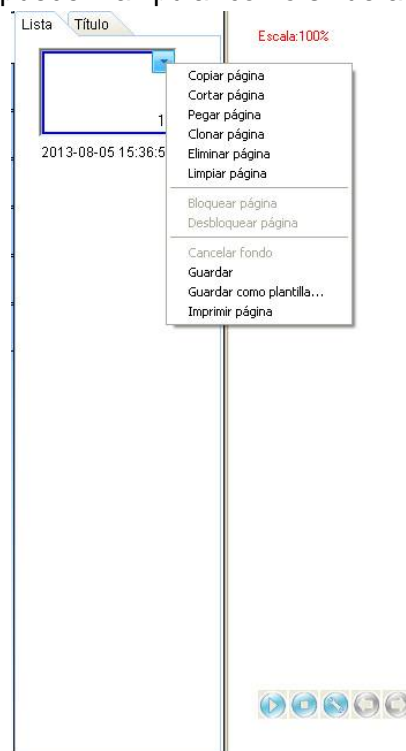 Lista Título
Escala:100%
1
2013-08-05 15:36:5
Copiar página
Cortar página
Pegar página
Clonar página
Eliminar página
Limpiar página
Bloquear página
Desbloquear página
Cancelar fondo
Guardar
Guardar como plantilla...
Imprimir página